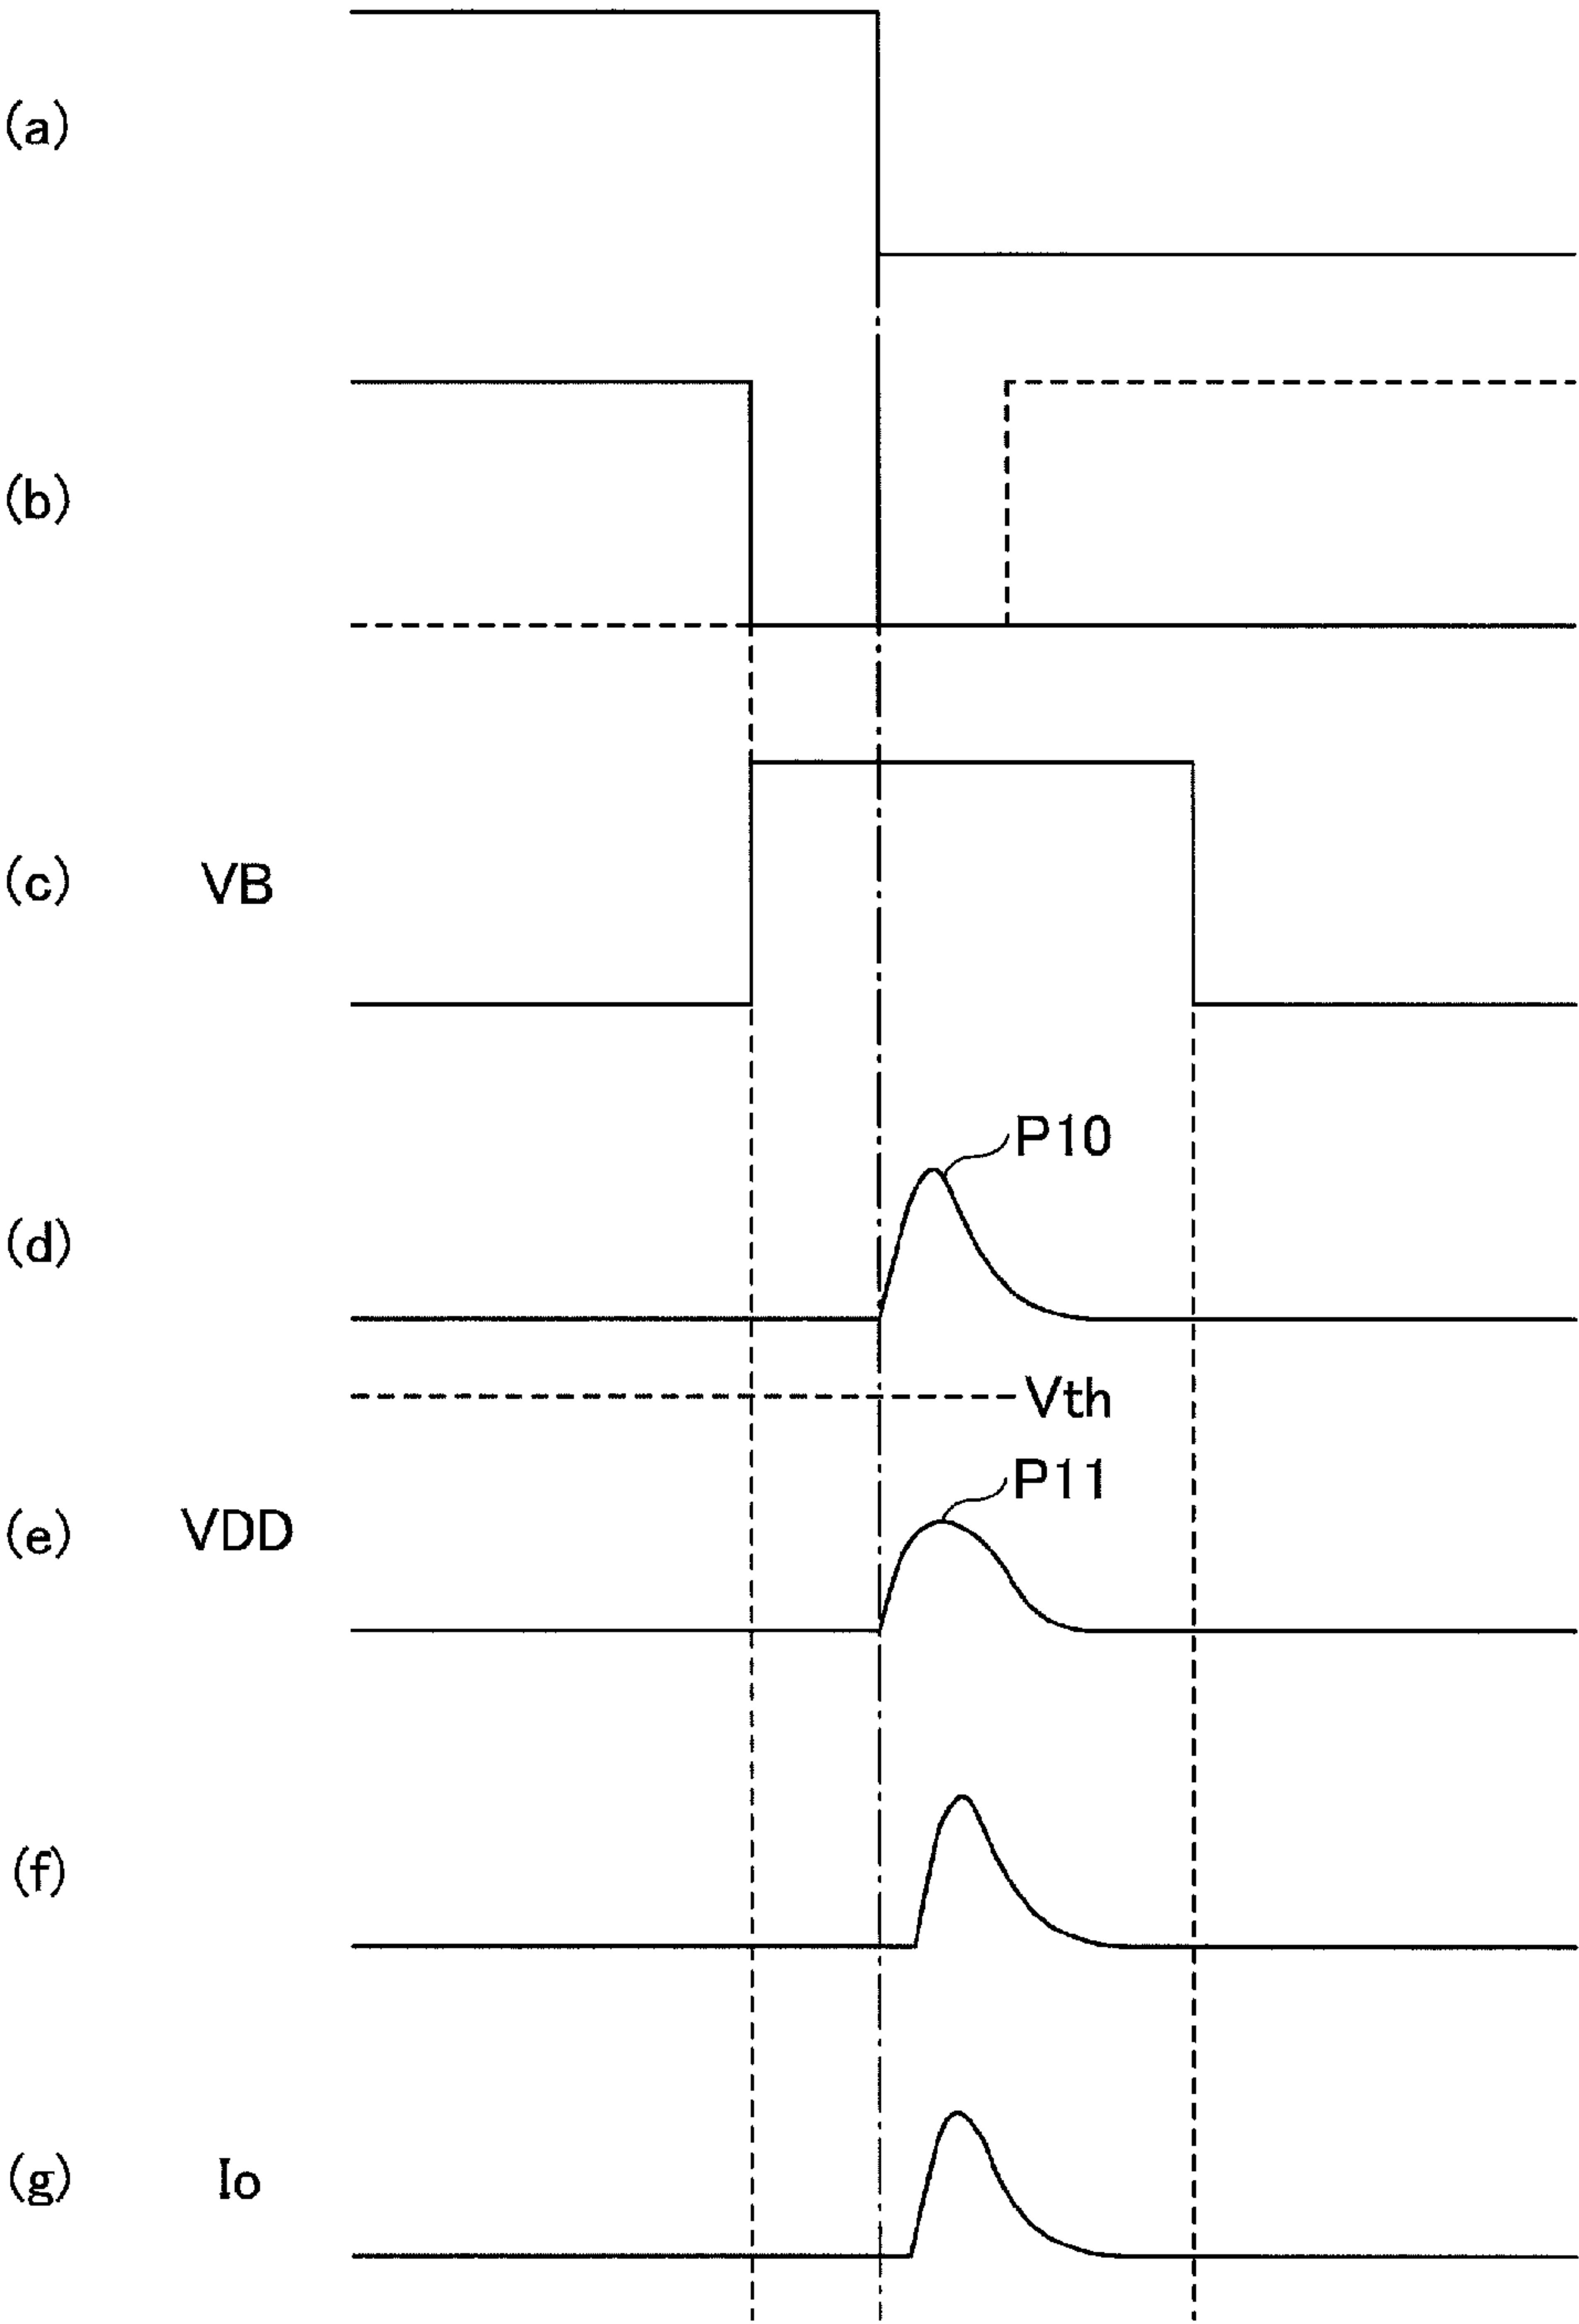 (a)
(b)
(c) VB
P10
(d)
Vth
P11
(e) VDD
(f)
(g) Io